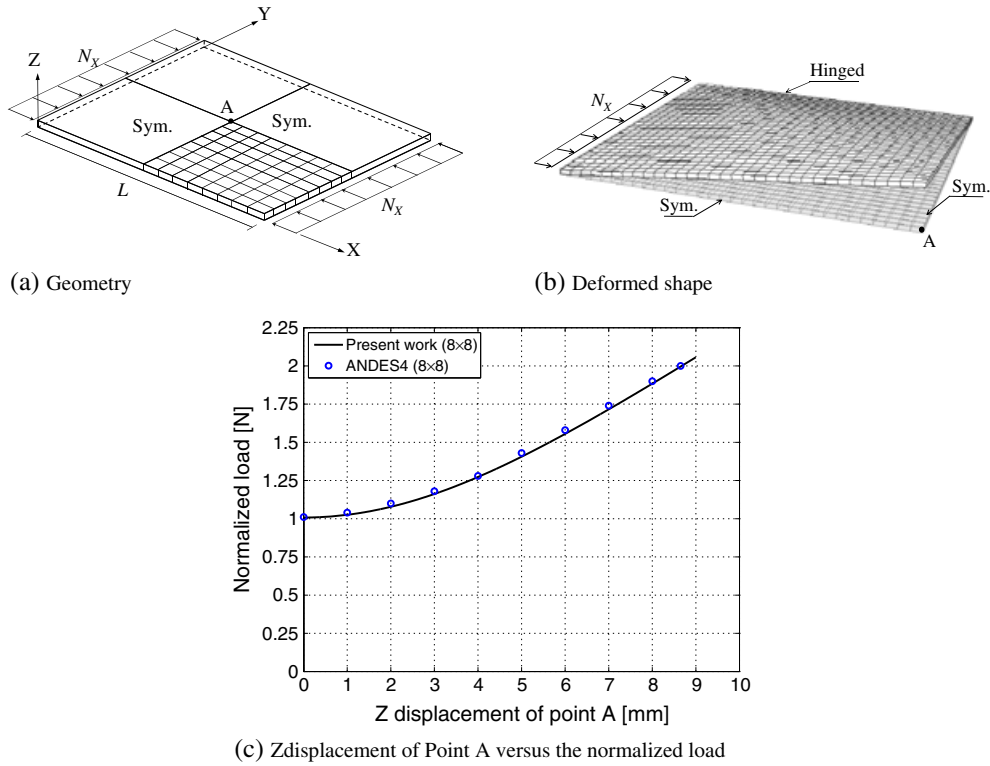 Y
N_X
Z
A
Sym.
Sym.
L
N_X
X
(a) Geometry
Hinged
N_X
Sym.
Sym.
A
(b) Deformed shape
2.25
2
1.75
1.5
1.25
1
0.75
0.5
0.25
0
Normalized load [N]
Present work (8×8)
ANDES4 (8×8)
0 1 2 3 4 5 6 7 8 9 10
Z displacement of point A [mm]
(c) Zdisplacement of Point A versus the normalized load